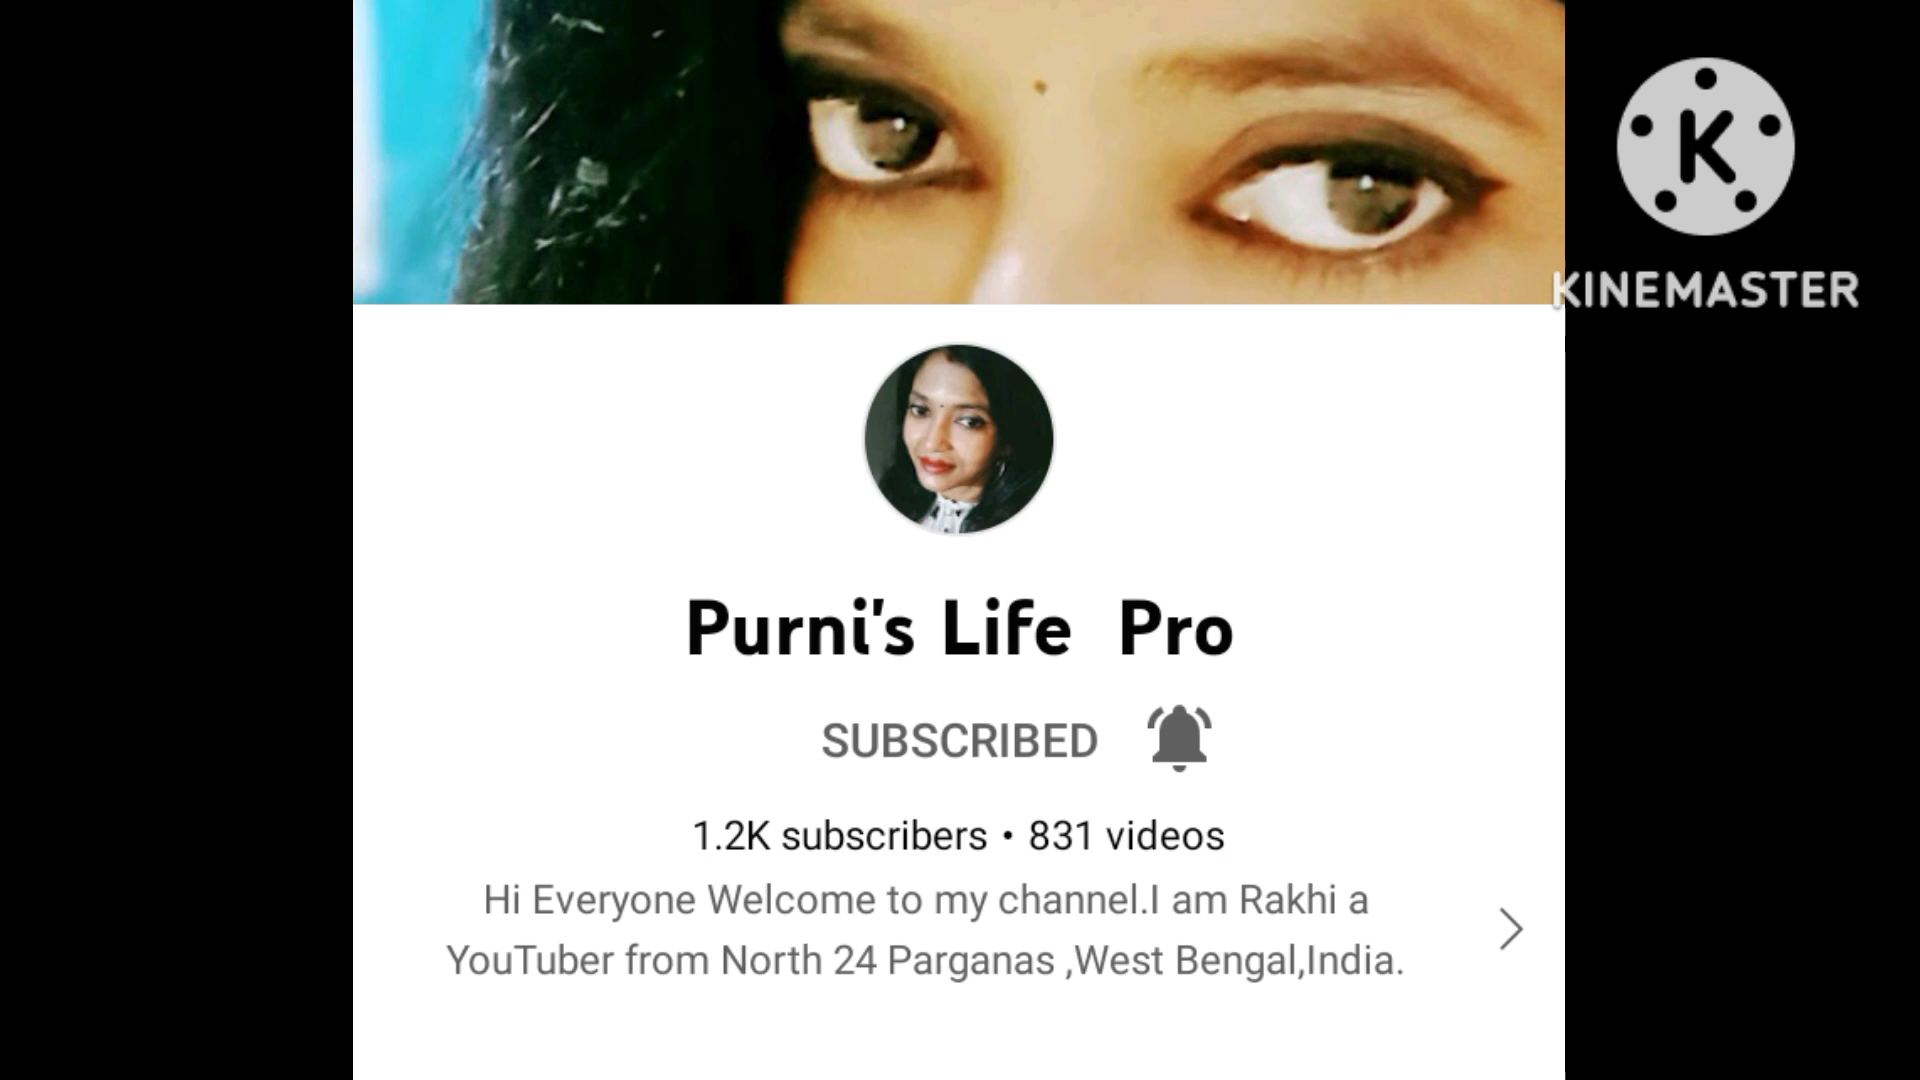 K
KINEMASTER
Purni's Life Pro
SUBSCRIBED
1.2K subscribers • 831 videos
Hi Everyone Welcome to my channel.I am Rakhi a
YouTuber from North 24 Parganas ,West Bengal,India.